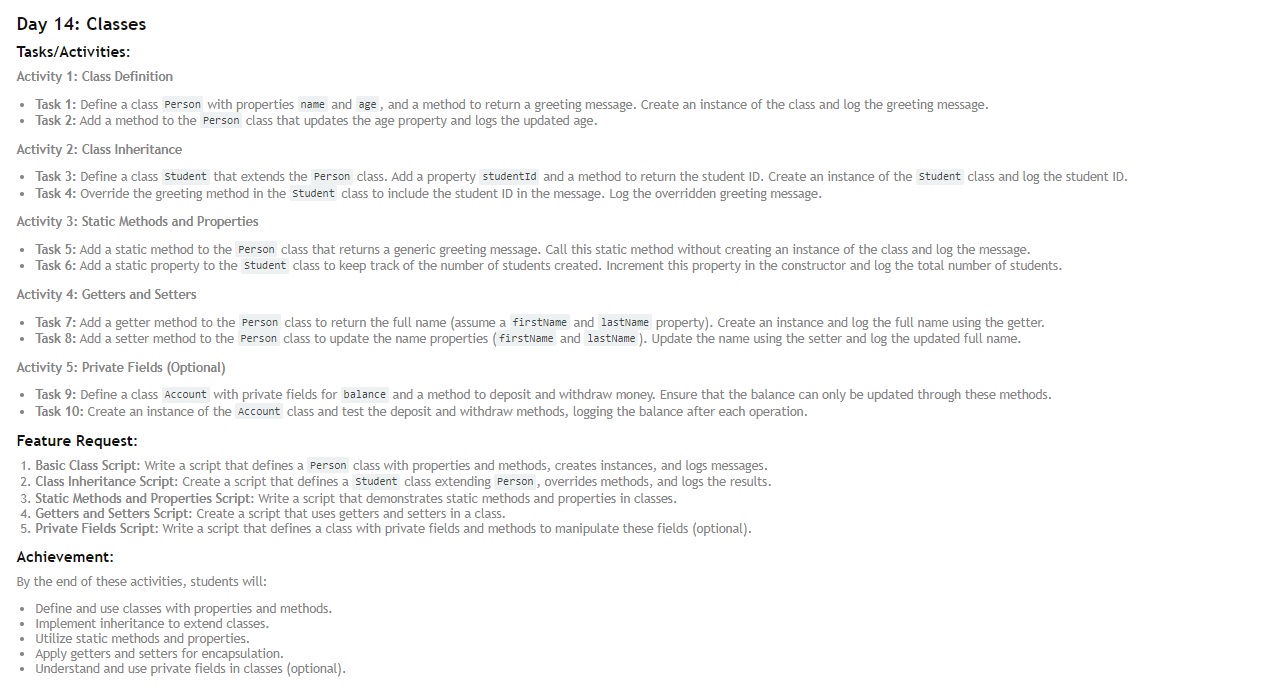 Day 14: Classes
Tasks/Activities:
Activity 1: Class Definition
• Task 1: Define a class Person with properties name and age, and a method to return a greeting message. Create an instance of the class and log the greeting message.
• Task 2: Add a method to the Person class that updates the age property and logs the updated age.
Activity 2: Class Inheritance
• Task 3: Define a class Student that extends the Person class. Add a property studentId and a method to return the student ID. Create an instance of the Student class and log the student ID.
• Task 4: Override the greeting method in the Student class to include the student ID in the message. Log the overridden greeting message.
Activity 3: Static Methods and Properties
• Task 5: Add a static method to the Person class that returns a generic greeting message. Call this static method without creating an instance of the class and log the message.
• Task 6: Add a static property to the Student class to keep track of the number of students created. Increment this property in the constructor and log the total number of students.
Activity 4: Getters and Setters
• Task 7: Add a getter method to the Person class to return the full name (assume a firstName and lastName property). Create an instance and log the full name using the getter.
• Task 8: Add a setter method to the Person class to update the name properties (firstName and lastName). Update the name using the setter and log the updated full name.
Activity 5: Private Fields (Optional)
• Task 9: Define a class Account with private fields for balance and a method to deposit and withdraw money. Ensure that the balance can only be updated through these methods.
• Task 10: Create an instance of the Account class and test the deposit and withdraw methods, logging the balance after each operation.
Feature Request:
1. Basic Class Script: Write a script that defines a Person class with properties and methods, creates instances, and logs messages.
2. Class Inheritance Script: Create a script that defines a Student class extending Person, overrides methods, and logs the results.
3. Static Methods and Properties Script: Write a script that demonstrates static methods and properties in classes.
4. Getters and Setters Script: Create a script that uses getters and setters in a class.
5. Private Fields Script: Write a script that defines a class with private fields and methods to manipulate these fields (optional).
Achievement:
By the end of these activities, students will:
• Define and use classes with properties and methods.
• Implement inheritance to extend classes.
• Utilize static methods and properties.
• Apply getters and setters for encapsulation.
• Understand and use private fields in classes (optional).